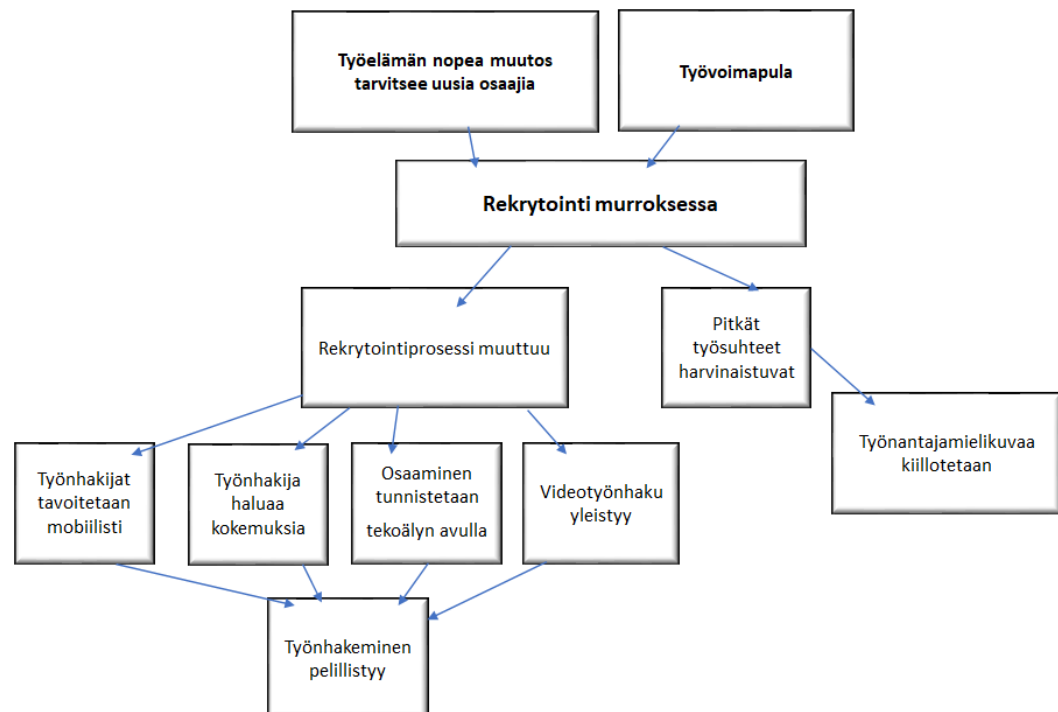 Työelämän nopea muutos
tarvitsee uusia osaajia
Työvoimapula
Rekrytointi murroksessa
Rekrytointiprosessi muuttuu
Pitkät
työsuhteet
harvinaistuvat
Työnantajamielikuvaa
kiillotetaan
Työnhakijat
tavoitetaan
mobiilisti
Työnhakija
haluaa
kokemuksia
Osaaminen
tunnistetaan
tekoälyn avulla
Videotyönhaku
yleistyy
Työnhakeminen
pelillistyy